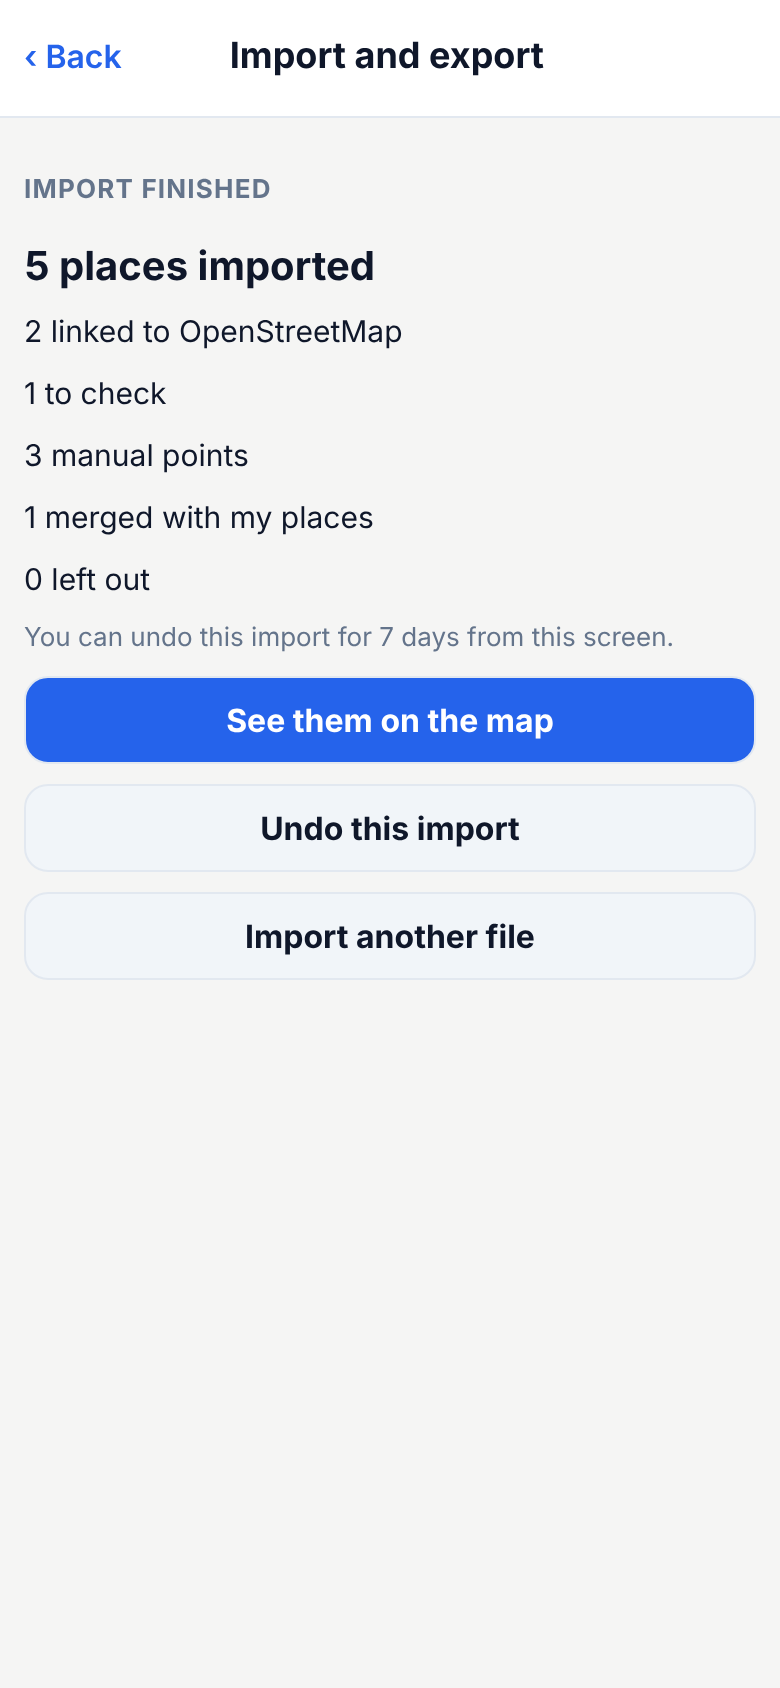 ‹ Back
Import and export
IMPORT FINISHED
5 places imported
2 linked to OpenStreetMap
1 to check
3 manual points
1 merged with my places
0 left out
You can undo this import for 7 days from this screen.
See them on the map
Undo this import
Import another file